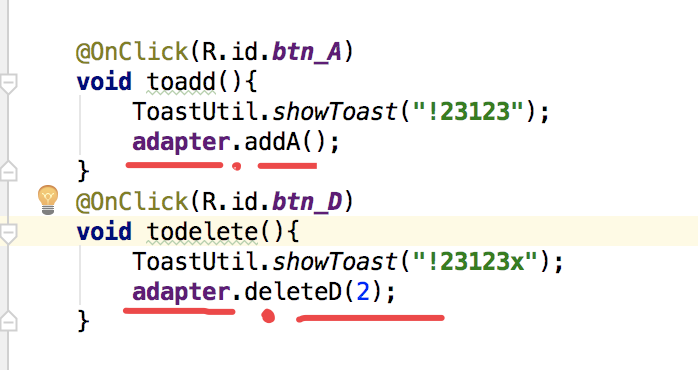 @OnClick(R.id.btn_A)
void toadd(){
ToastUtil.showToast("!23123");
adapter.addA();
}
@OnClick(R.id.btn_D)
void todelete(){
ToastUtil.showToast("!23123x");
adapter.deleteD(2);
}